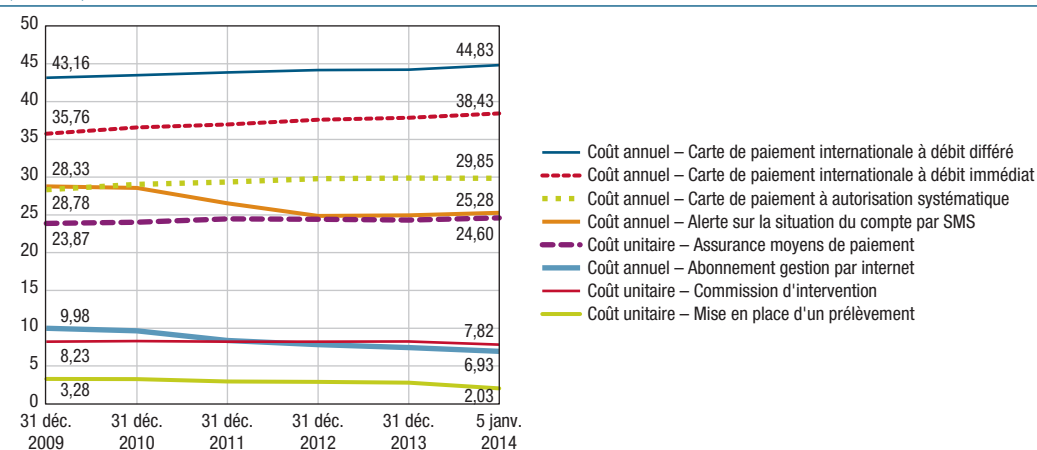 50
45
40
35
30
25
20
15
10
5
0
43,16
44,83
35,76
38,43
28,33
29,85
28,78
25,28
23,87
24,60
9,98
7,82
8,23
6,93
3,28
2,03
31 déc. 31 déc. 31 déc. 31 déc. 31 déc. 5 janv.
2009 2010 2011 2012 2013 2014
Coût annuel – Carte de paiement internationale à débit différé
Coût annuel – Carte de paiement internationale à débit immédiat
Coût annuel – Carte de paiement à autorisation systématique
Coût annuel – Alerte sur la situation du compte par SMS
Coût unitaire – Assurance moyens de paiement
Coût annuel – Abonnement gestion par internet
Coût unitaire – Commission d'intervention
Coût unitaire – Mise en place d'un prélèvement